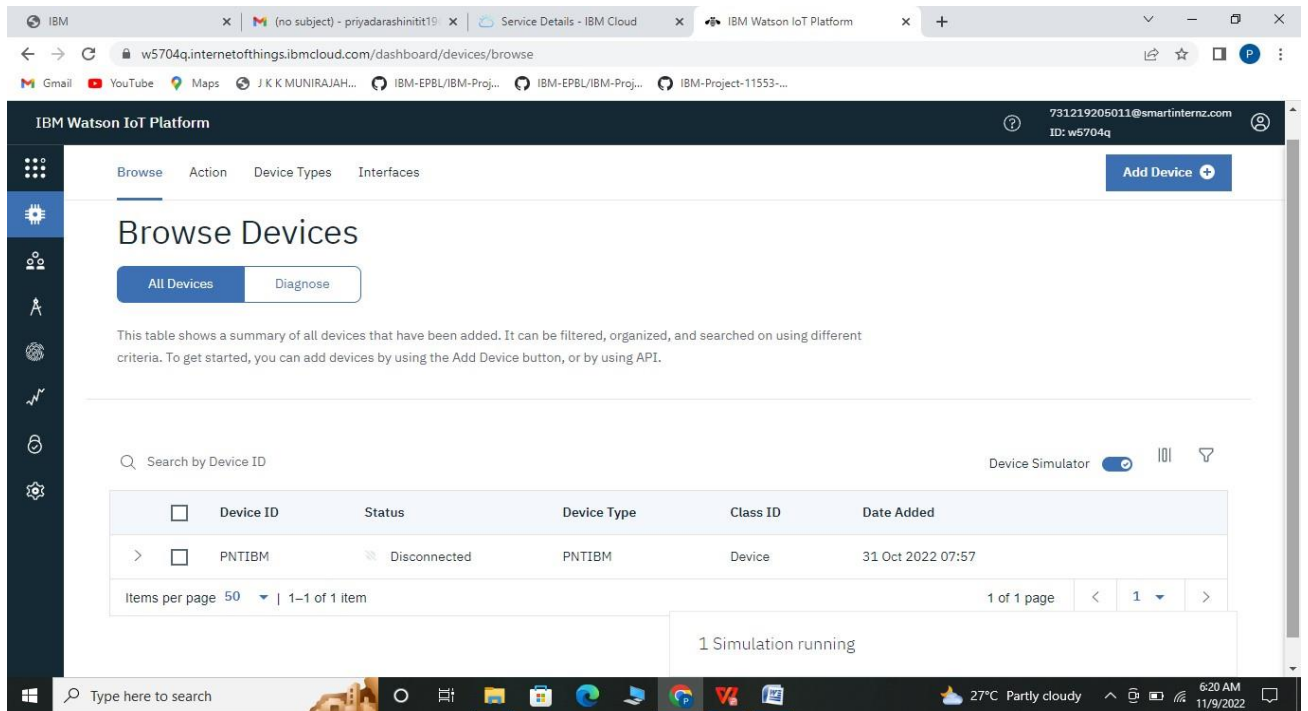 IBM
(no subject) - priyadarashinitit19
Service Details - IBM Cloud
IBM Watson IoT Platform
w5704q.internetofthings.ibmcloud.com/dashboard/devices/browse
P
Gmail
YouTube
Maps
J K K MUNIRAJAH...
IBM-EPBL/IBM-Proj...
IBM-EPBL/IBM-Proj...
IBM-Project-11553-...
IBM Watson IoT Platform
731219205011@smartinternz.com
ID: w5704q
Browse
Action
Device Types
Interfaces
Add Device
Browse Devices
All Devices
Diagnose
This table shows a summary of all devices that have been added. It can be filtered, organized, and searched on using different
criteria. To get started, you can add devices by using the Add Device button, or by using API.
Search by Device ID
Device Simulator
Device ID Status Device Type Class ID Date Added
PNTIBM Disconnected PNTIBM Device 31 Oct 2022 07:57
Items per page 50 | 1–1 of 1 item
1 of 1 page
1
1 Simulation running
Type here to search
27°C Partly cloudy
6:20 AM
11/9/2022